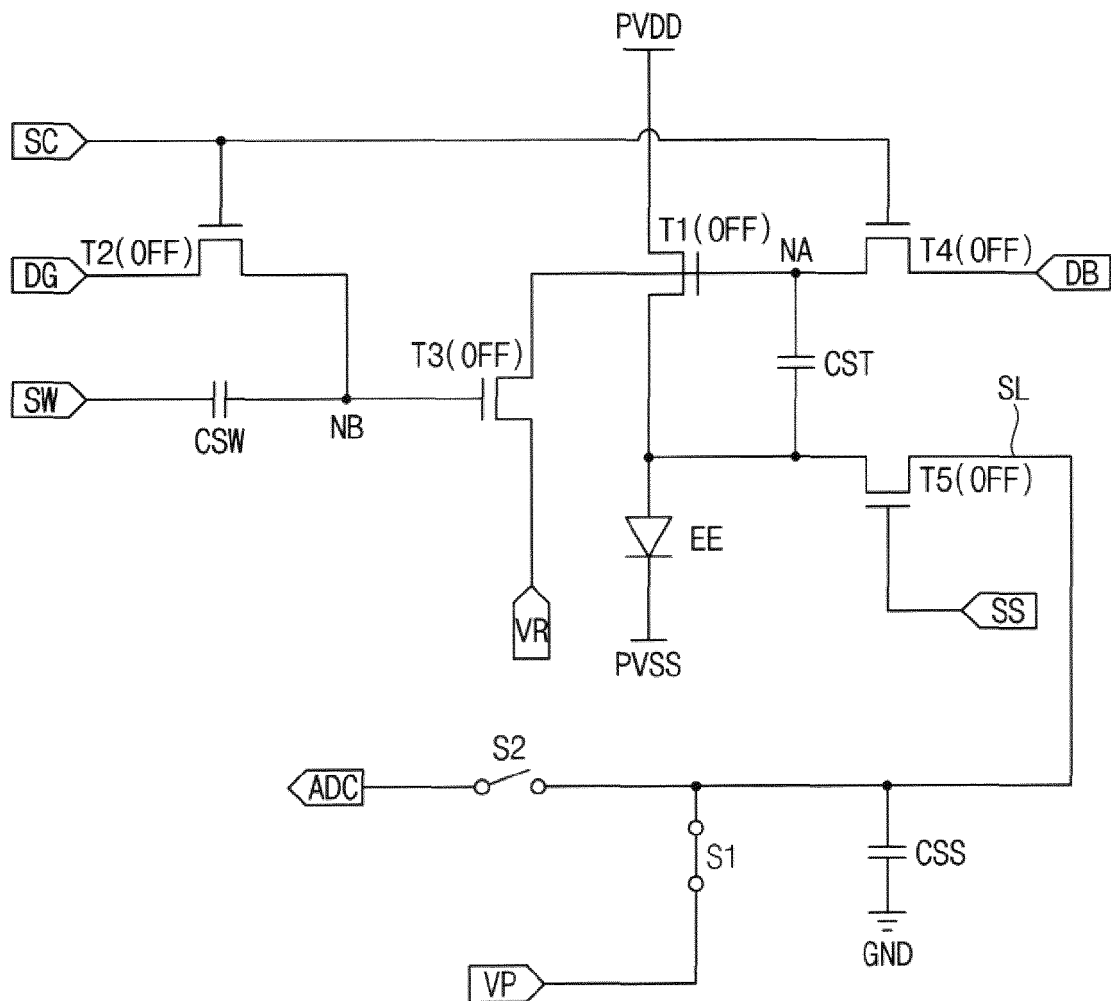 PVDD
SC
T2(OFF)
T1(OFF)
NA
T4(OFF)
DG
DB
T3(OFF)
CST
SW
CSW
NB
SL
T5(OFF)
EE
VR
SS
PVSS
S2
ADC
S1
CSS
GND
VP